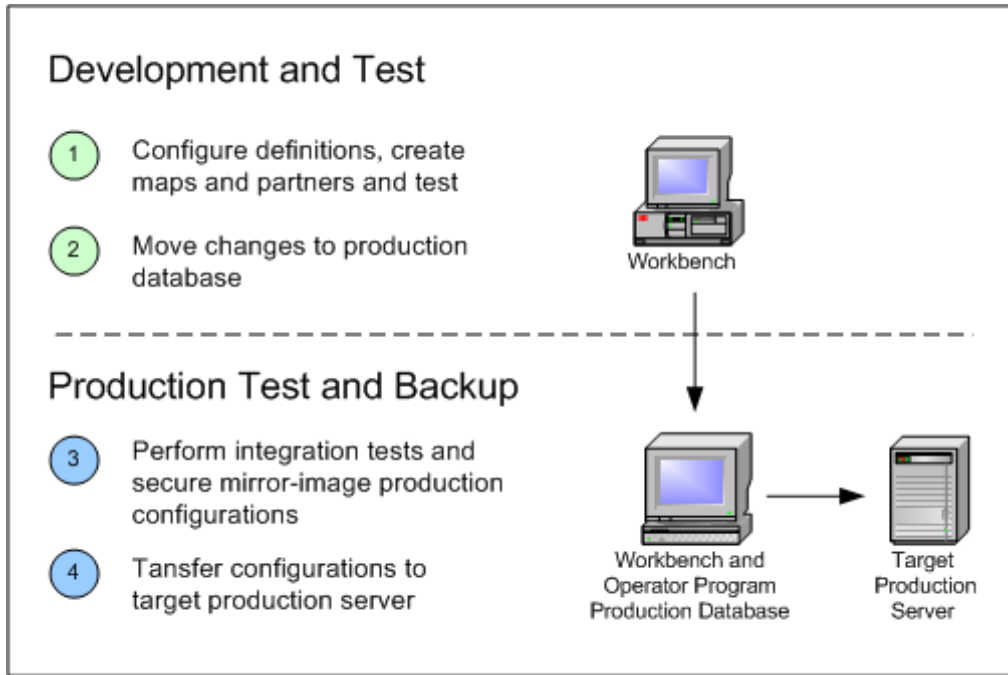 Development and Test
1
Configure definitions, create
maps and partners and test
2
Move changes to production
database
Workbench
Production Test and Backup
3
Perform integration tests and
secure mirror-image production
configurations
4
Tansfer configurations to
target production server
Workbench and
Operator Program
Production Database
Target
Production
Server